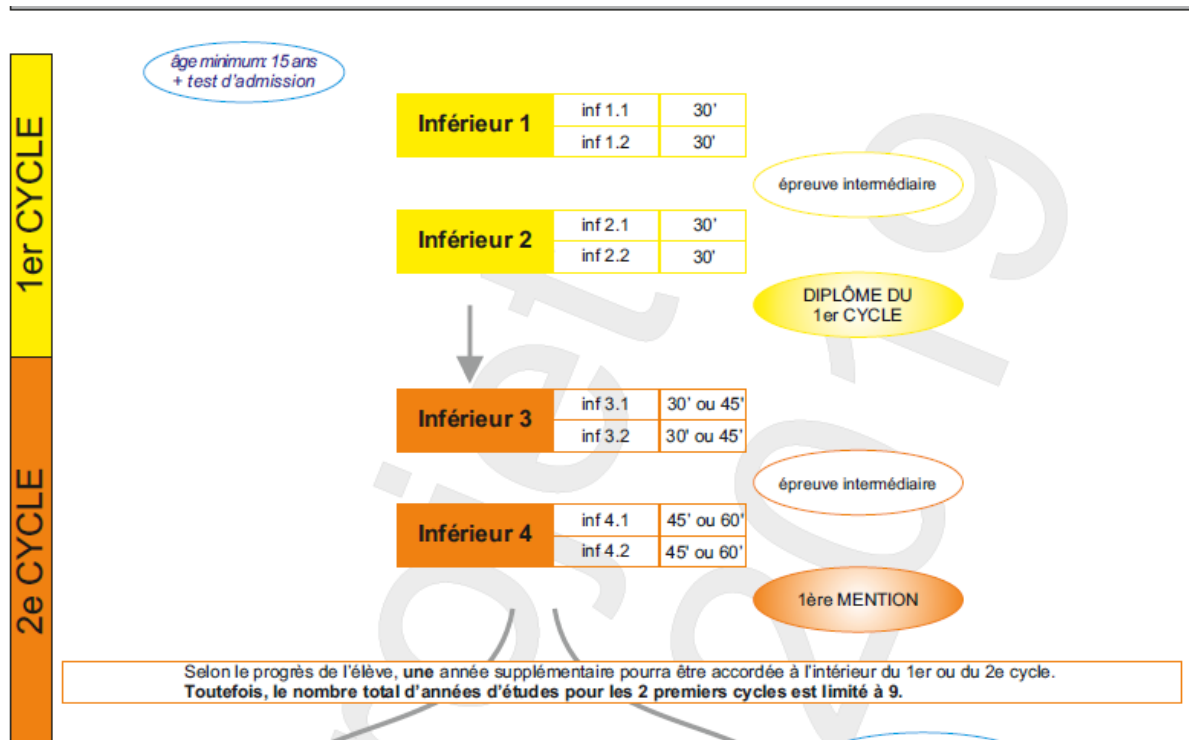 1er CYCLE
âge minimum: 15 ans
+ test d'admission
Inférieur 1
inf 1.1 30'
inf 1.2 30'
épreuve intermédiaire
Inférieur 2
inf 2.1 30'
inf 2.2 30'
DIPLÔME DU
1er CYCLE
2e CYCLE
Inférieur 3
inf 3.1 30' ou 45'
inf 3.2 30' ou 45'
épreuve intermédiaire
Inférieur 4
inf 4.1 45' ou 60'
inf 4.2 45' ou 60'
1ère MENTION
Selon le progrès de l'élève, une année supplémentaire pourra être accordée à l'intérieur du 1er ou du 2e cycle.
Toutefois, le nombre total d'années d'études pour les 2 premiers cycles est limité à 9.